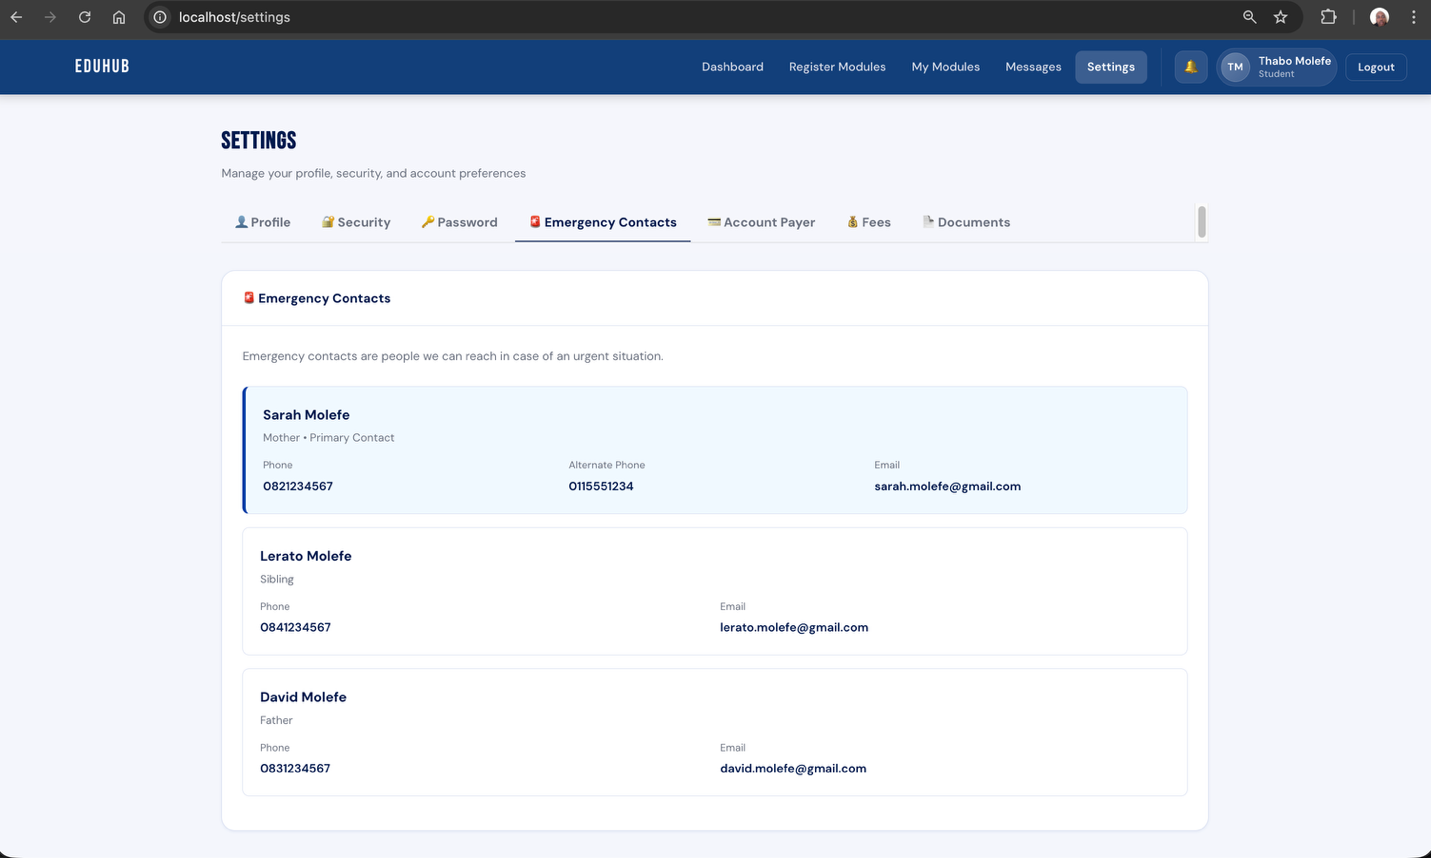 localhost/settings
EDUHUB
Dashboard Register Modules My Modules Messages Settings TM Thabo Molefe Logout
Student
SETTINGS
Manage your profile, security, and account preferences
Profile Security Password Emergency Contacts Account Payer Fees Documents
Emergency Contacts
Emergency contacts are people we can reach in case of an urgent situation.
Sarah Molefe
Mother • Primary Contact
Phone Alternate Phone Email
0821234567 0115551234 sarah.molefe@gmail.com
Lerato Molefe
Sibling
Phone Email
0841234567 lerato.molefe@gmail.com
David Molefe
Father
Phone Email
0831234567 david.molefe@gmail.com